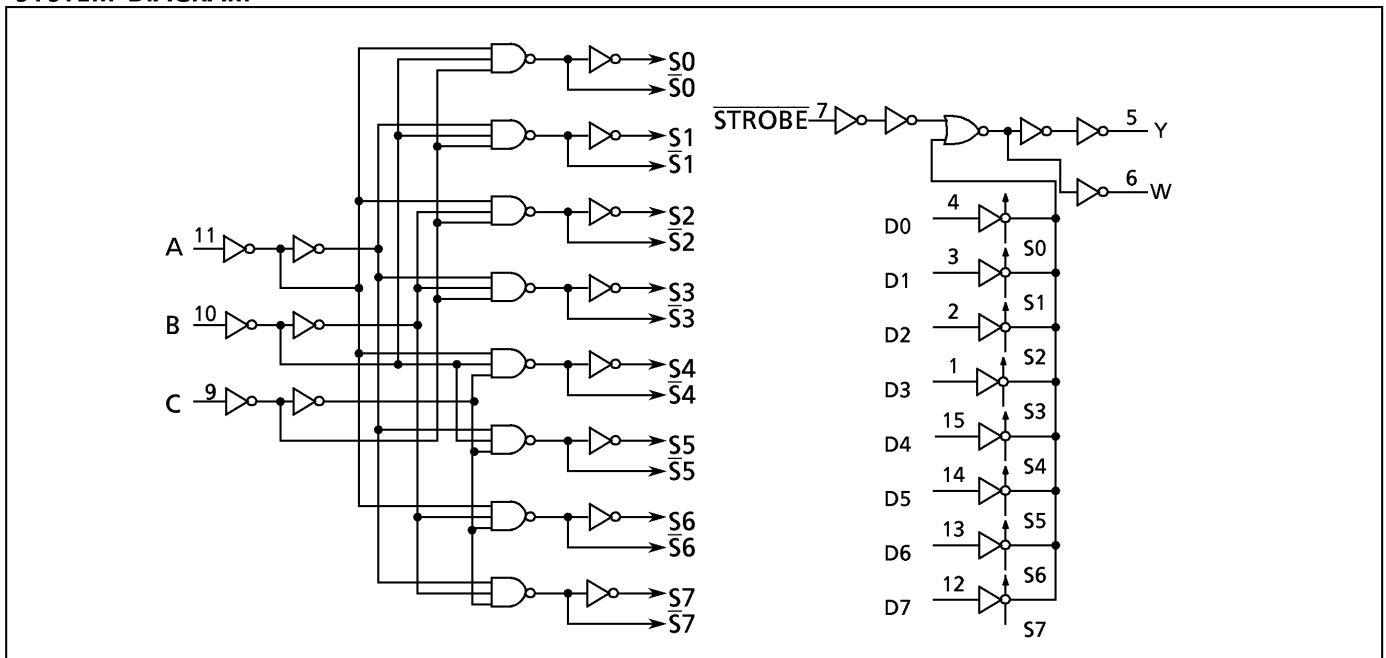 SYSTEM DIAGRAM
A 11
B 10
C 9
S0
S̅0
S1
S̅1
S2
S̅2
S3
S̅3
S4
S̅4
S5
S̅5
S6
S̅6
S7
S̅7
S̅T̅R̅O̅B̅E̅ 7
5 Y
6 W
D0 4 S0
D1 3 S1
D2 2 S2
D3 1 S3
D4 15 S4
D5 14 S5
D6 13 S6
D7 12 S7